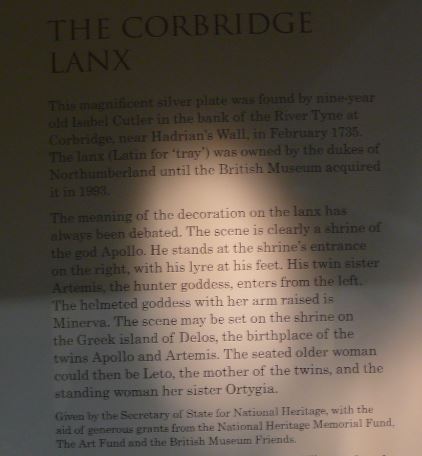 THE CORBRIDGE
LANX
This magnificent silver plate was found by nine-year
old Isabel Cutler in the bank of the River Tyne at
Corbridge, near Hadrian's Wall, in February 1735.
The lanx (Latin for 'tray') was owned by the dukes of
Northumberland until the British Museum acquired
it in 1993.
The meaning of the decoration on the lanx has
always been debated. The scene is clearly a shrine of
the god Apollo. He stands at the shrine's entrance
on the right, with his lyre at his feet. His twin sister
Artemis, the hunter goddess, enters from the left.
The helmeted goddess with her arm raised is
Minerva. The scene may be set on the shrine on
the Greek island of Delos, the birthplace of the
twins Apollo and Artemis. The seated older woman
could then be Leto, the mother of the twins, and the
standing woman her sister Ortygia.
Given by the Secretary of State for National Heritage, with the
aid of generous grants from the National Heritage Memorial Fund,
The Art Fund and the British Museum Friends.